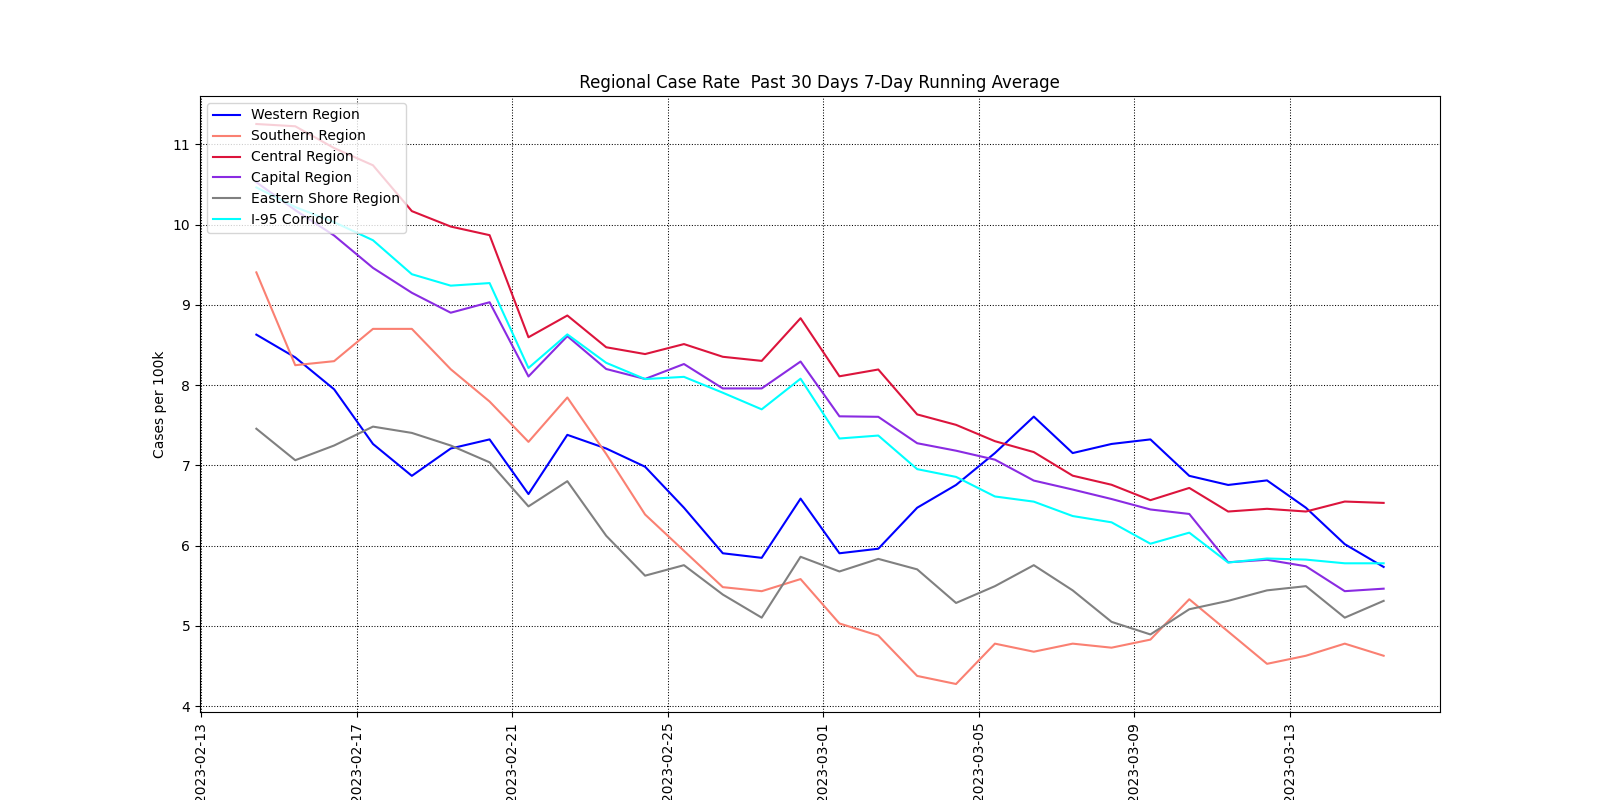 Regional Case Rate  Past 30 Days 7-Day Running Average
Western Region
Southern Region
Central Region
Capital Region
Eastern Shore Region
I-95 Corridor
Cases per 100k
11
10
9
8
7
6
5
4
2023-02-13
2023-02-17
2023-02-21
2023-02-25
2023-03-01
2023-03-05
2023-03-09
2023-03-13